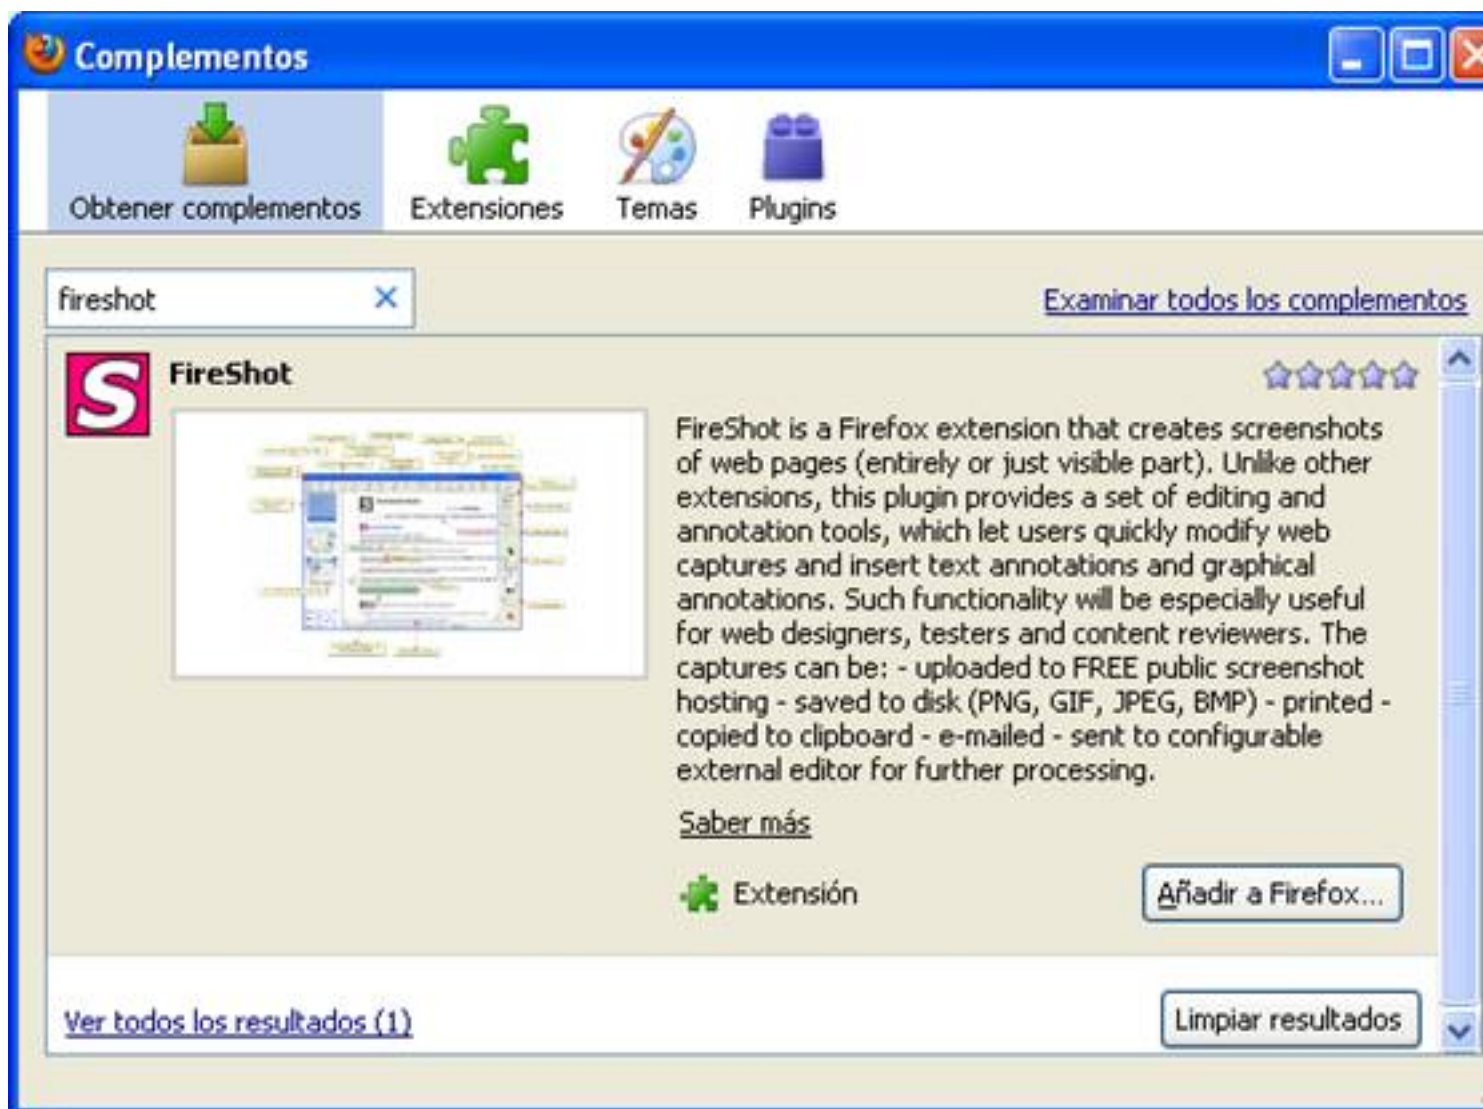 Complementos
Obtener complementos
Extensiones
Temas
Plugins
fireshot
Examinar todos los complementos
S
FireShot
FireShot is a Firefox extension that creates screenshots
of web pages (entirely or just visible part). Unlike other
extensions, this plugin provides a set of editing and
annotation tools, which let users quickly modify web
captures and insert text annotations and graphical
annotations. Such functionality will be especially useful
for web designers, testers and content reviewers. The
captures can be: - uploaded to FREE public screenshot
hosting - saved to disk (PNG, GIF, JPEG, BMP) - printed -
copied to clipboard - e-mailed - sent to configurable
external editor for further processing.
Saber más
Extensión
Añadir a Firefox...
Ver todos los resultados (1)
Limpiar resultados